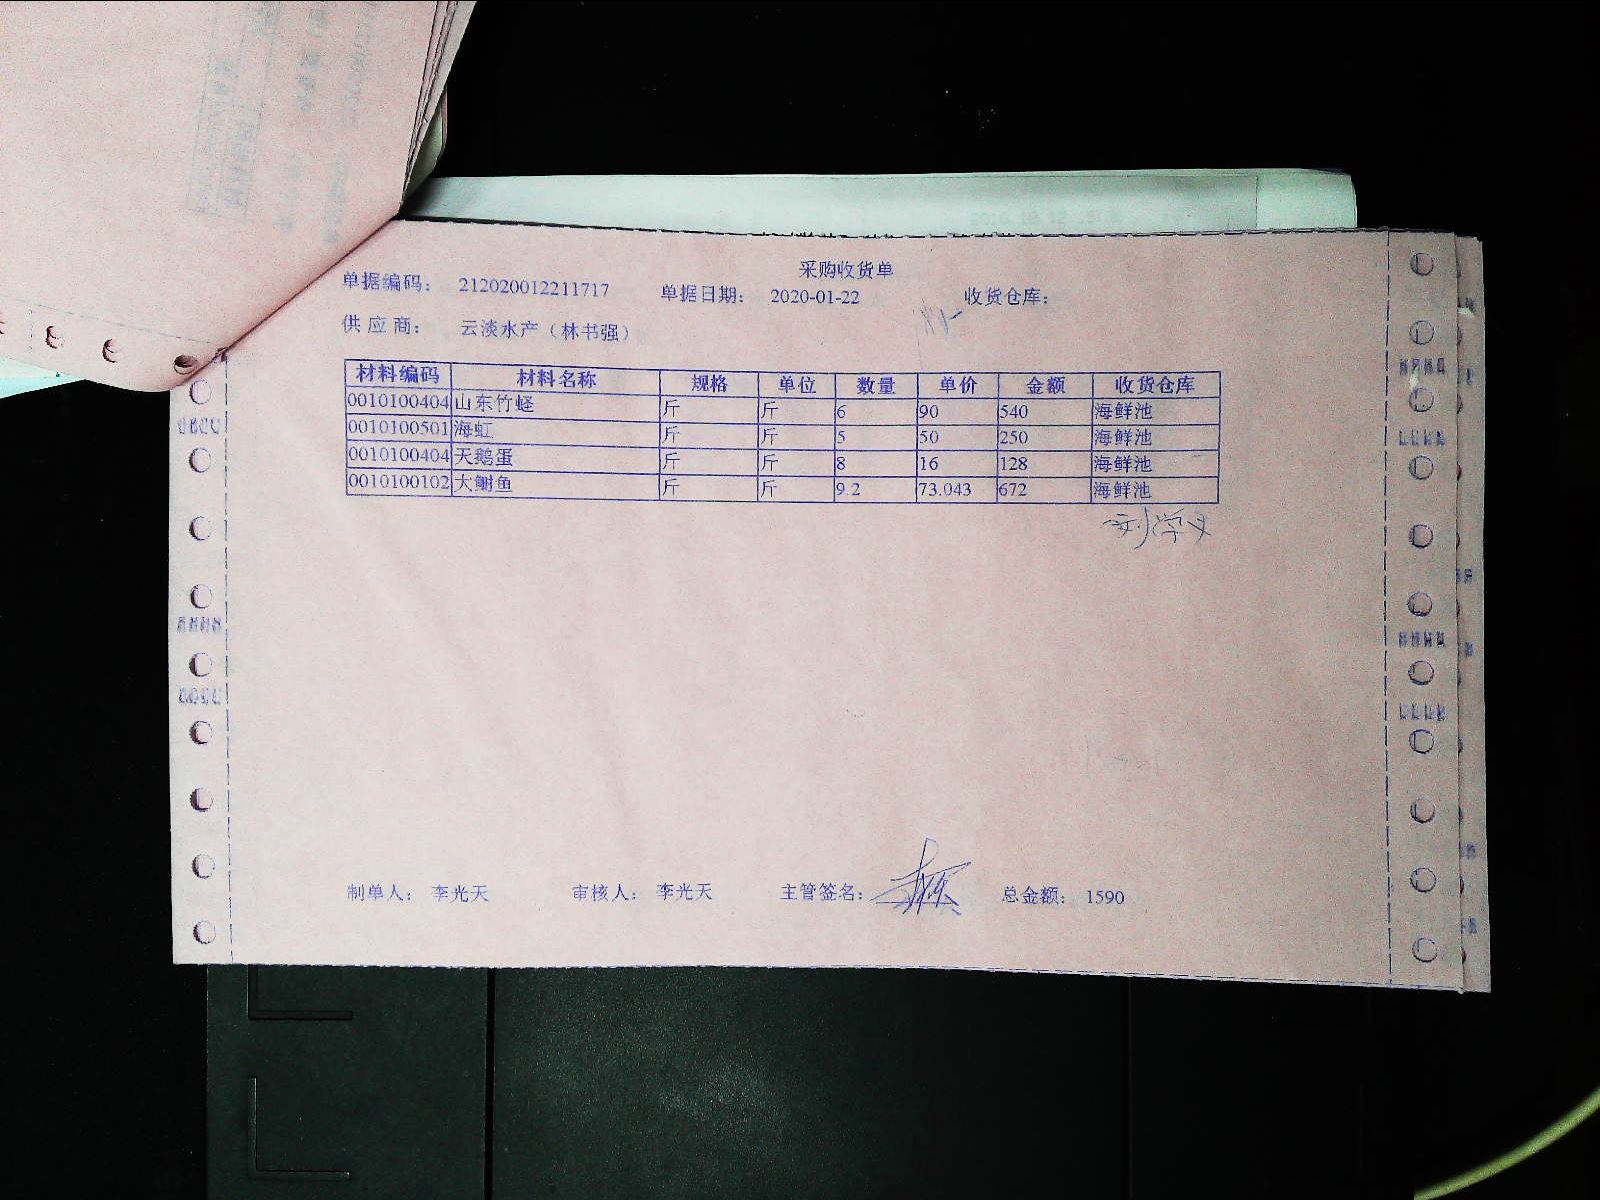 采购收货单
单据编码： 212020012211717 单据日期： 2020-01-22 收货仓库：
供应商： 云淡水产（林书强）
材料编码 材料名称 规格 单位 数量 单价 金额 收货仓库
0010100404 山东竹蛏 斤 斤 6 90 540 海鲜池
0010100501 海虹 斤 斤 5 50 250 海鲜池
0010100404 天鹅蛋 斤 斤 8 16 128 海鲜池
0010100102 大鲋鱼 斤 斤 9.2 73.043 672 海鲜池
刘学义
制单人： 李光天 审核人： 李光天 主管签名： 总金额： 1590